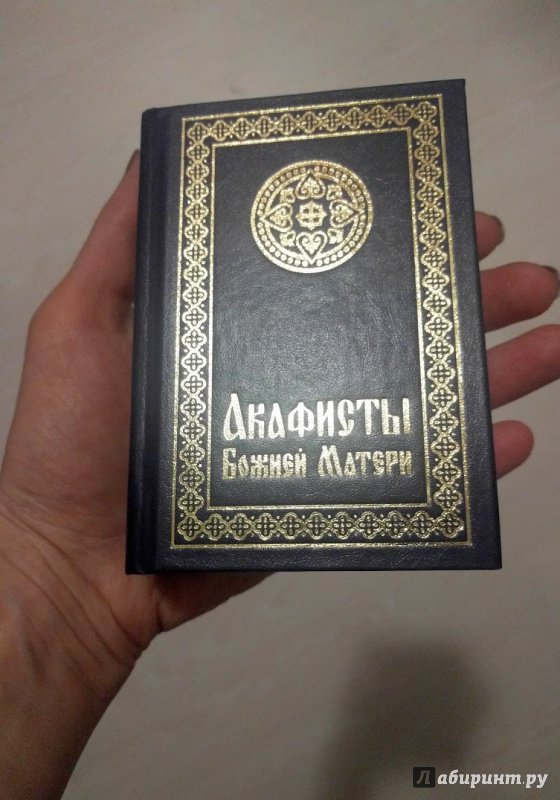 Акафисты
Божией Матери
Лабиринт.ру